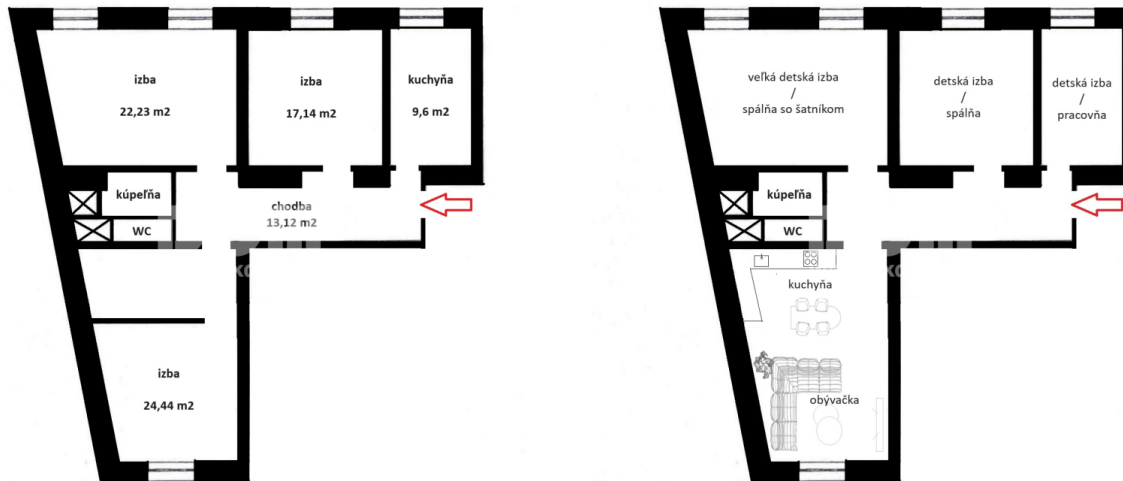 izba
22,23 m2
izba
17,14 m2
kuchyňa
9,6 m2
kúpeľňa
WC
chodba
13,12 m2
izba
24,44 m2
veľká detská izba
/
spálňa so šatníkom
detská izba
/
spálňa
detská izba
/
pracovňa
kúpeľňa
WC
kuchyňa
obývačka